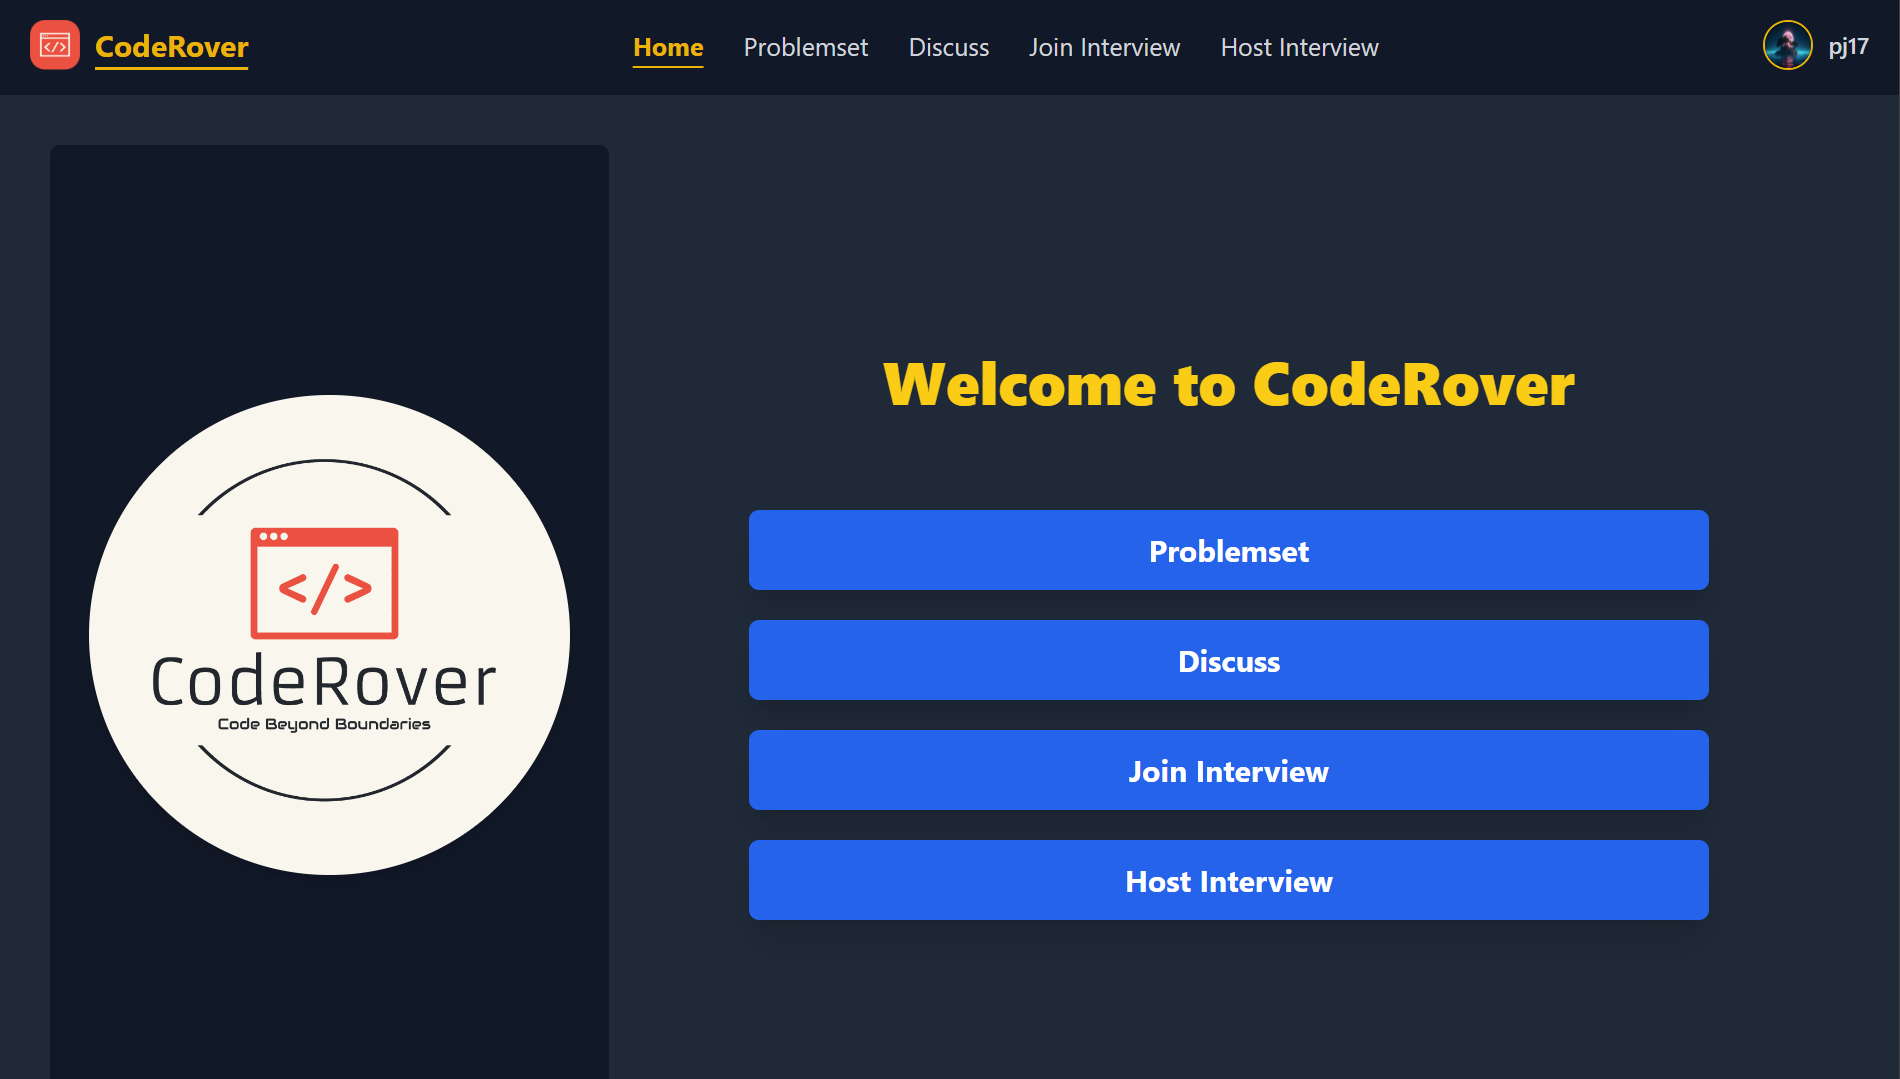 CodeRover
Home Problemset Discuss Join Interview Host Interview
pj17
</>
CodeRover
Code Beyond Boundaries
Welcome to CodeRover
Problemset
Discuss
Join Interview
Host Interview